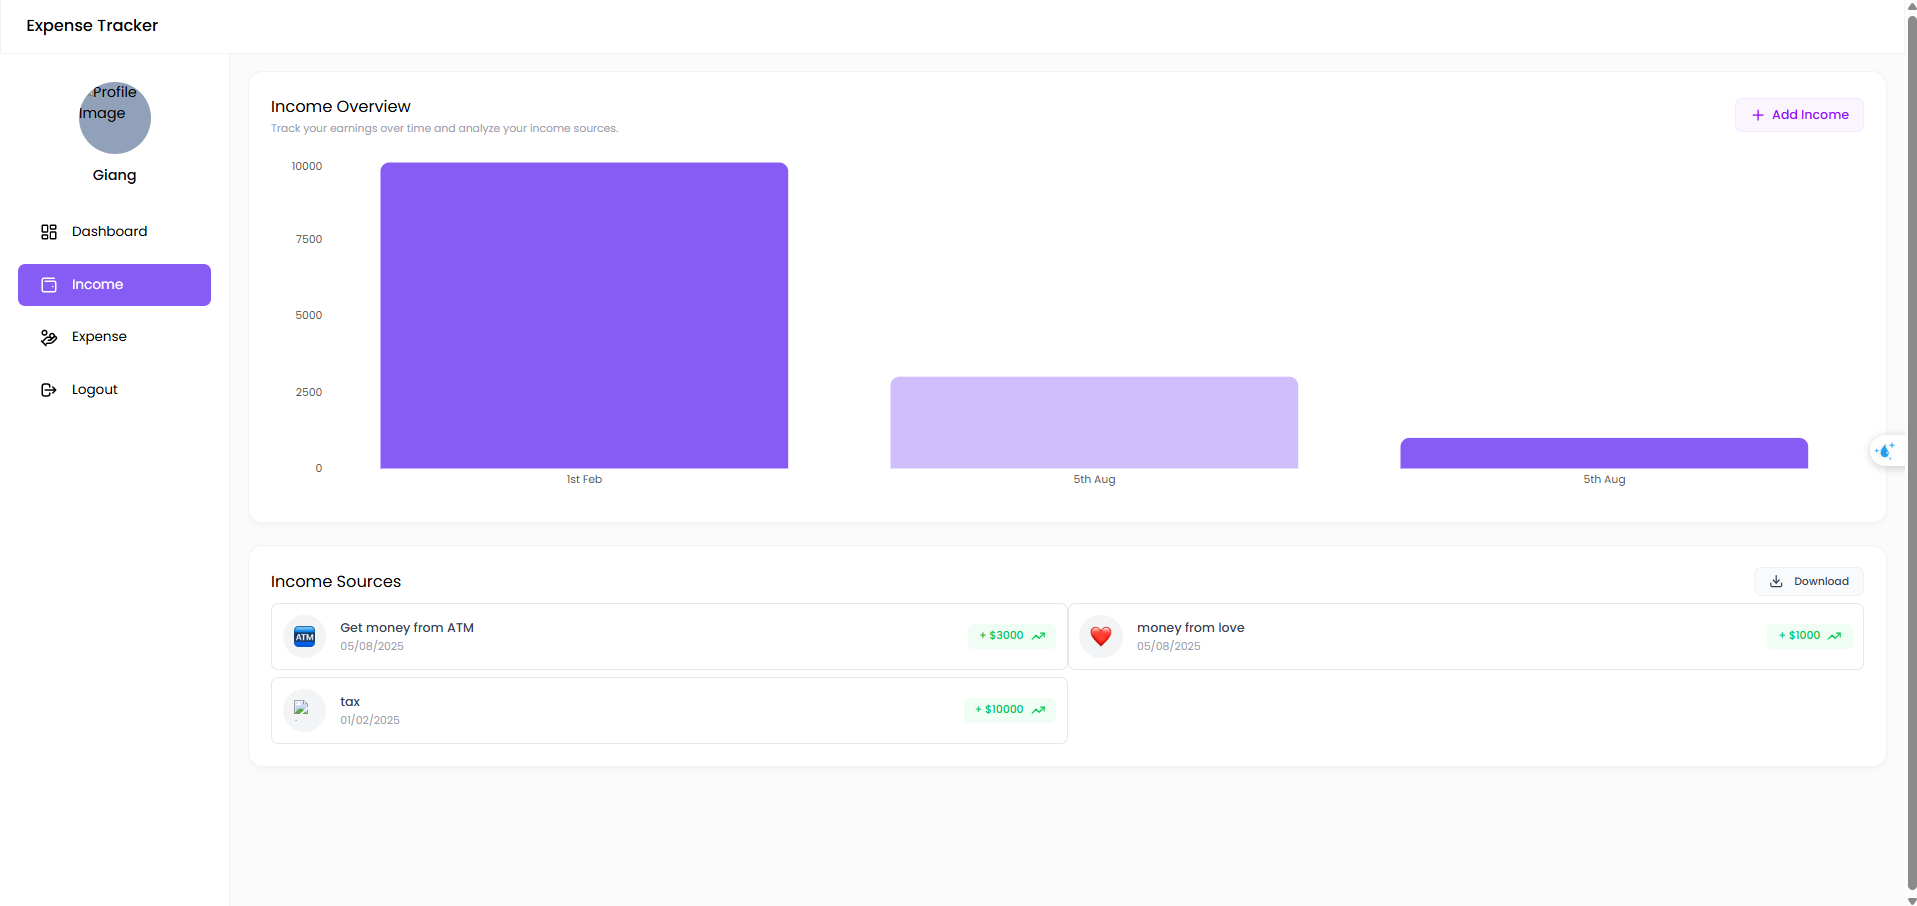 Expense Tracker
Profile
Image
Giang
Dashboard
Income
Expense
Logout
Income Overview
Track your earnings over time and analyze your income sources.
Add Income
10000
7500
5000
2500
0
1st Feb
5th Aug
5th Aug
Income Sources
Download
ATM
Get money from ATM
05/08/2025
+ $3000
money from love
05/08/2025
+ $1000
tax
01/02/2025
+ $10000